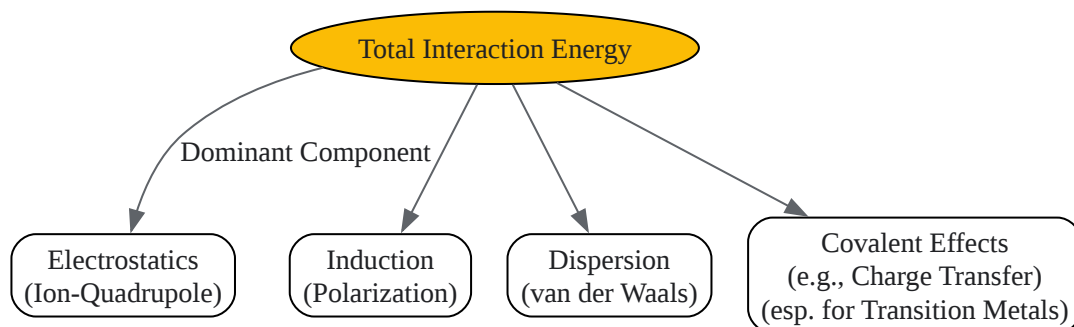 Total Interaction Energy
Dominant Component
Electrostatics
(Ion-Quadrupole)
Induction
(Polarization)
Dispersion
(van der Waals)
Covalent Effects
(e.g., Charge Transfer)
(esp. for Transition Metals)